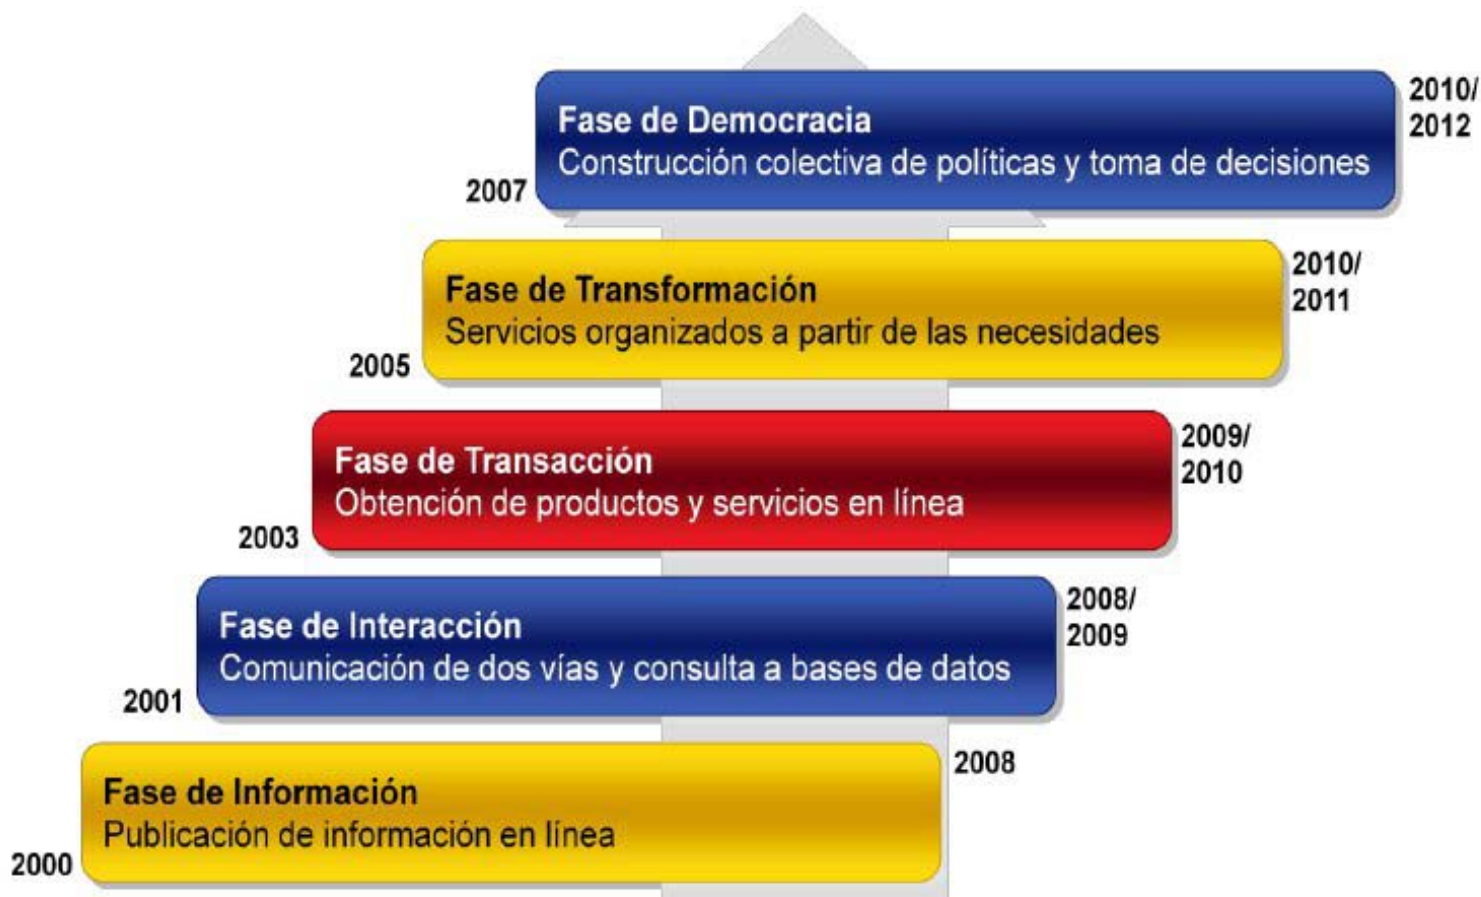 2010/
2012
Fase de Democracia
Construcción colectiva de políticas y toma de decisiones
2007
2010/
2011
Fase de Transformación
Servicios organizados a partir de las necesidades
2005
2009/
2010
Fase de Transacción
Obtención de productos y servicios en línea
2003
2008/
2009
Fase de Interacción
Comunicación de dos vías y consulta a bases de datos
2001
2008
Fase de Información
Publicación de información en línea
2000